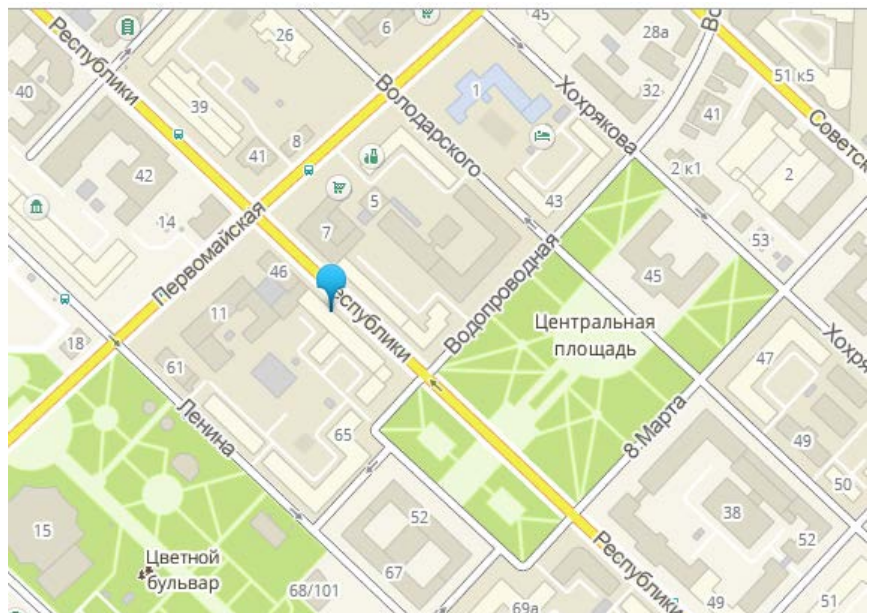 Республики
26
6
45
28а
Во
51 к5
Советск
40
39
1
Хохрякова
32
41
Володарского
8
41
42
2 к1
2
5
43
14
7
53
Первомайская
46
45
Республики
Водопроводная
11
Центральная
площадь
Хохря
18
61
47
Ленина
65
8 Марта
49
50
52
38
15
52
Цветной
бульвар
67
Республики
68/101
69а
49
51